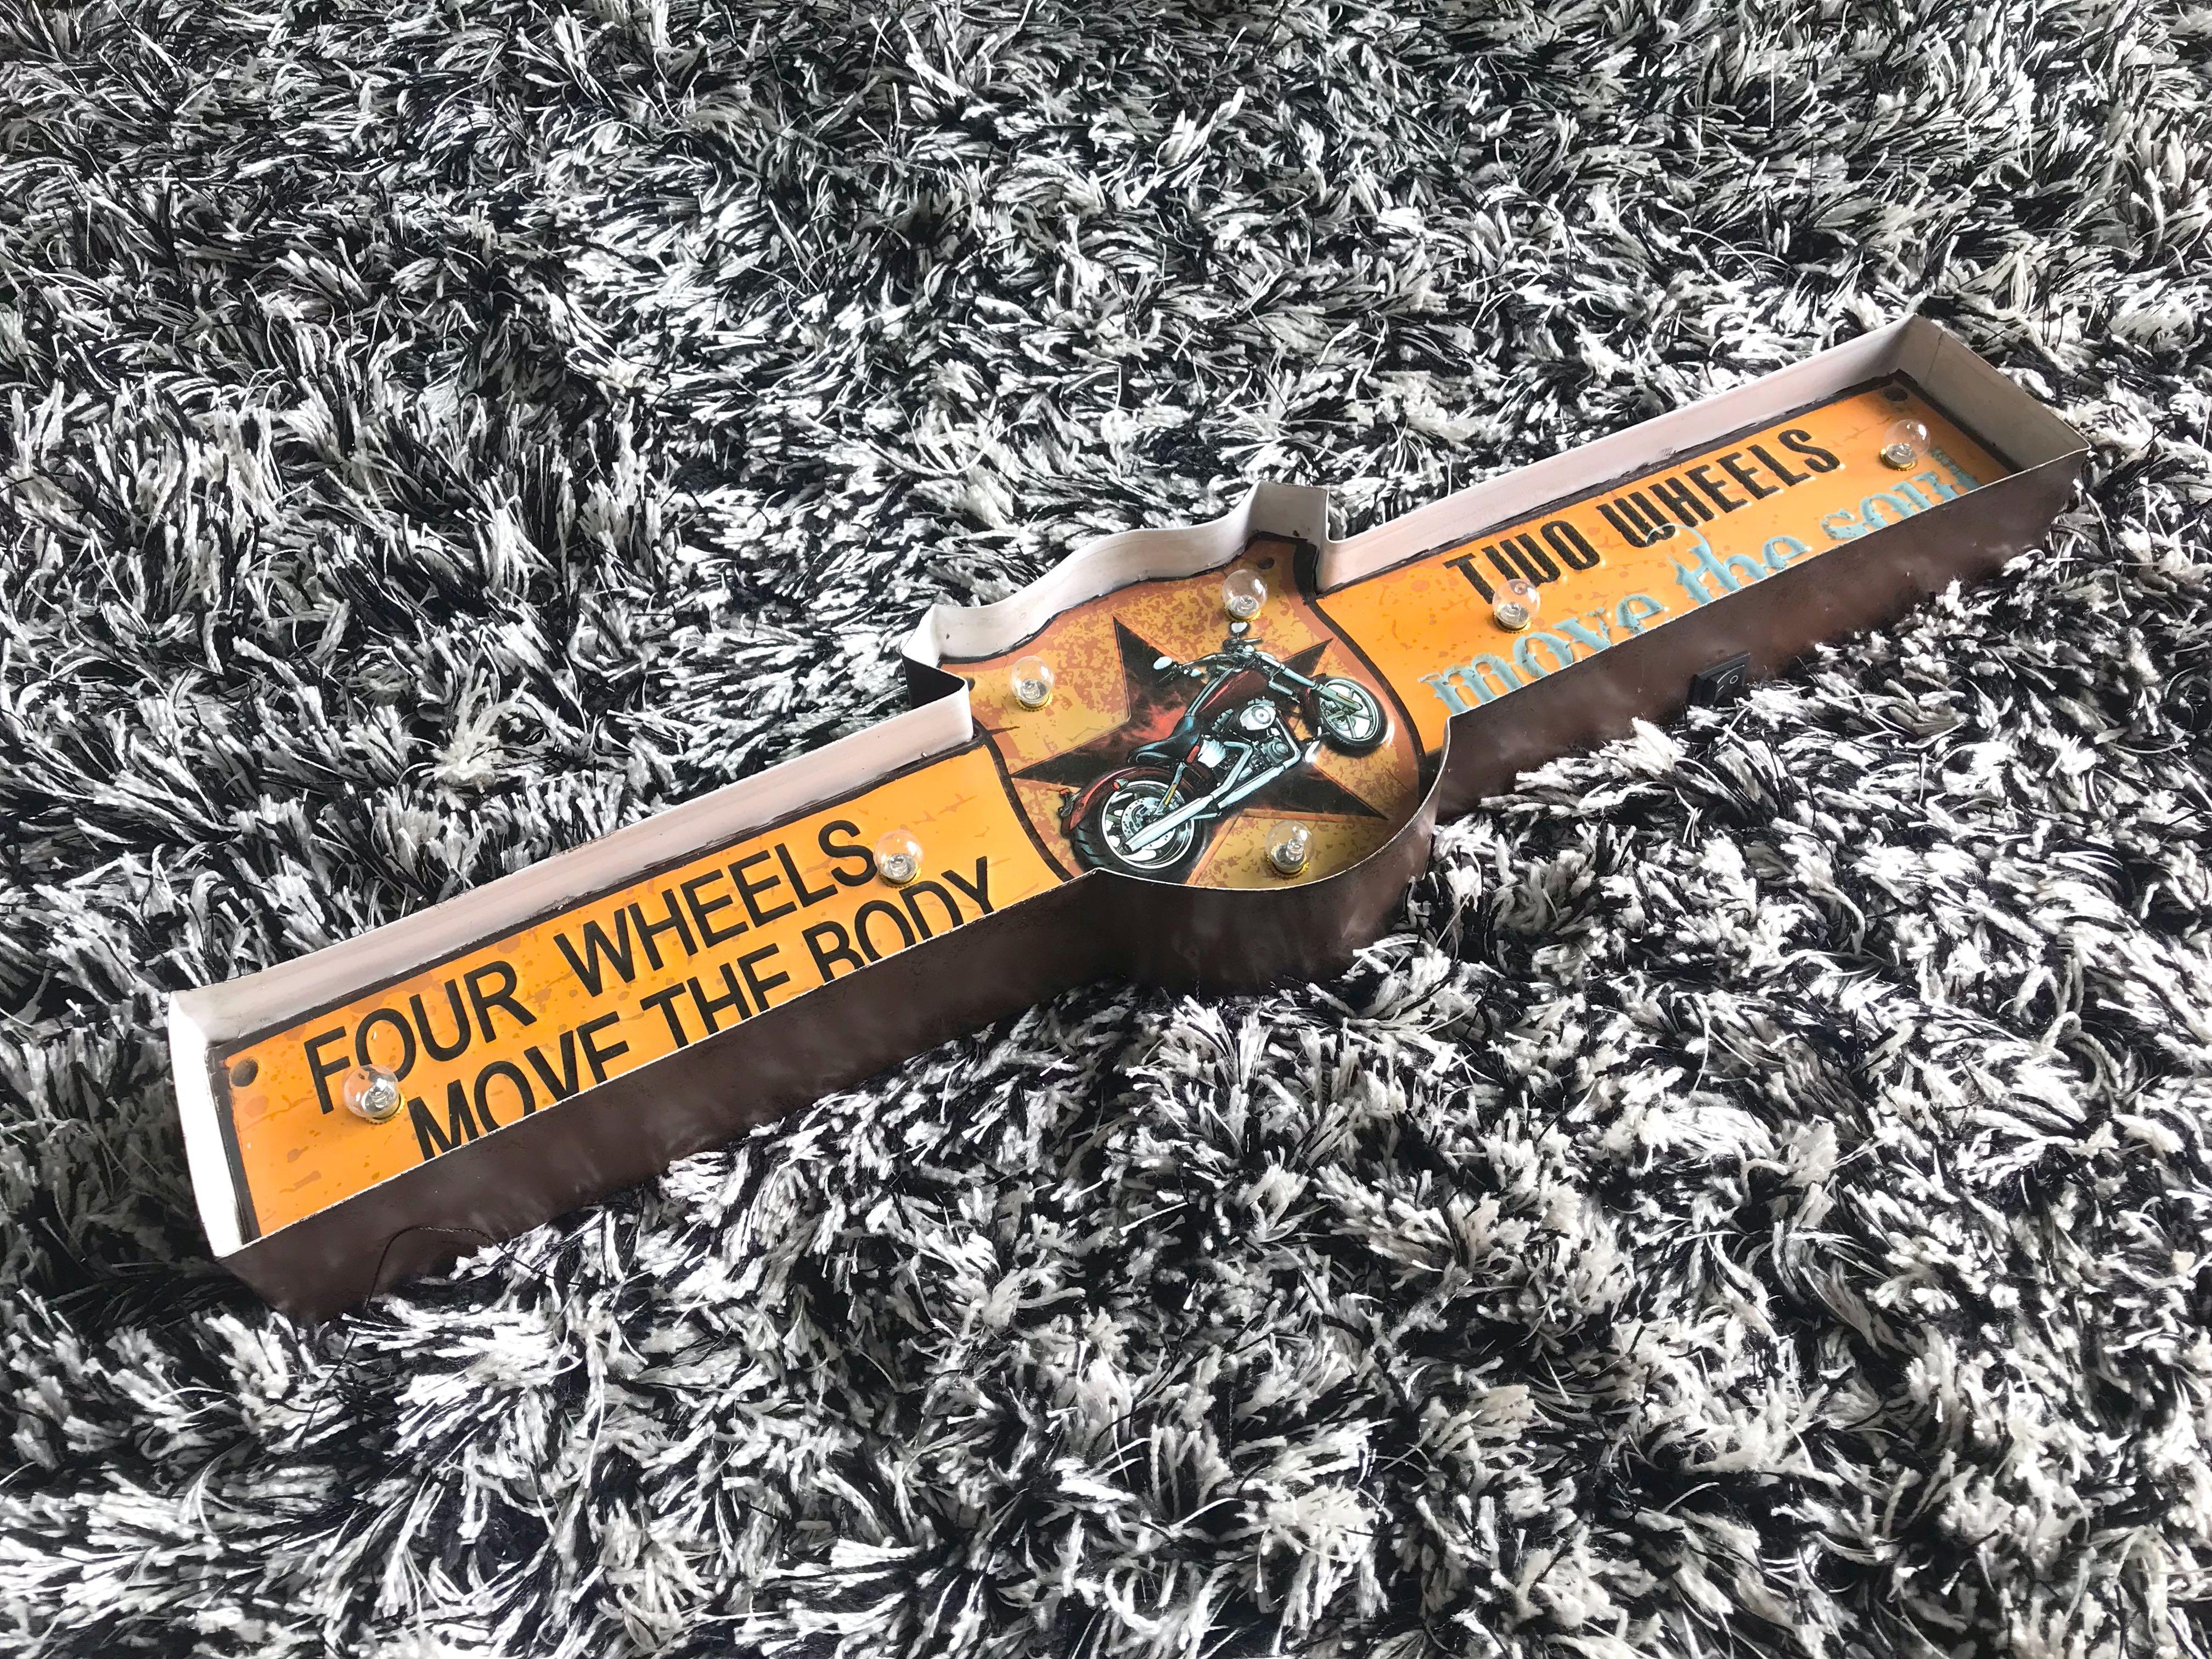 FOUR WHEELS
MOVE THE BODY
TWO WHEELS
move the soul